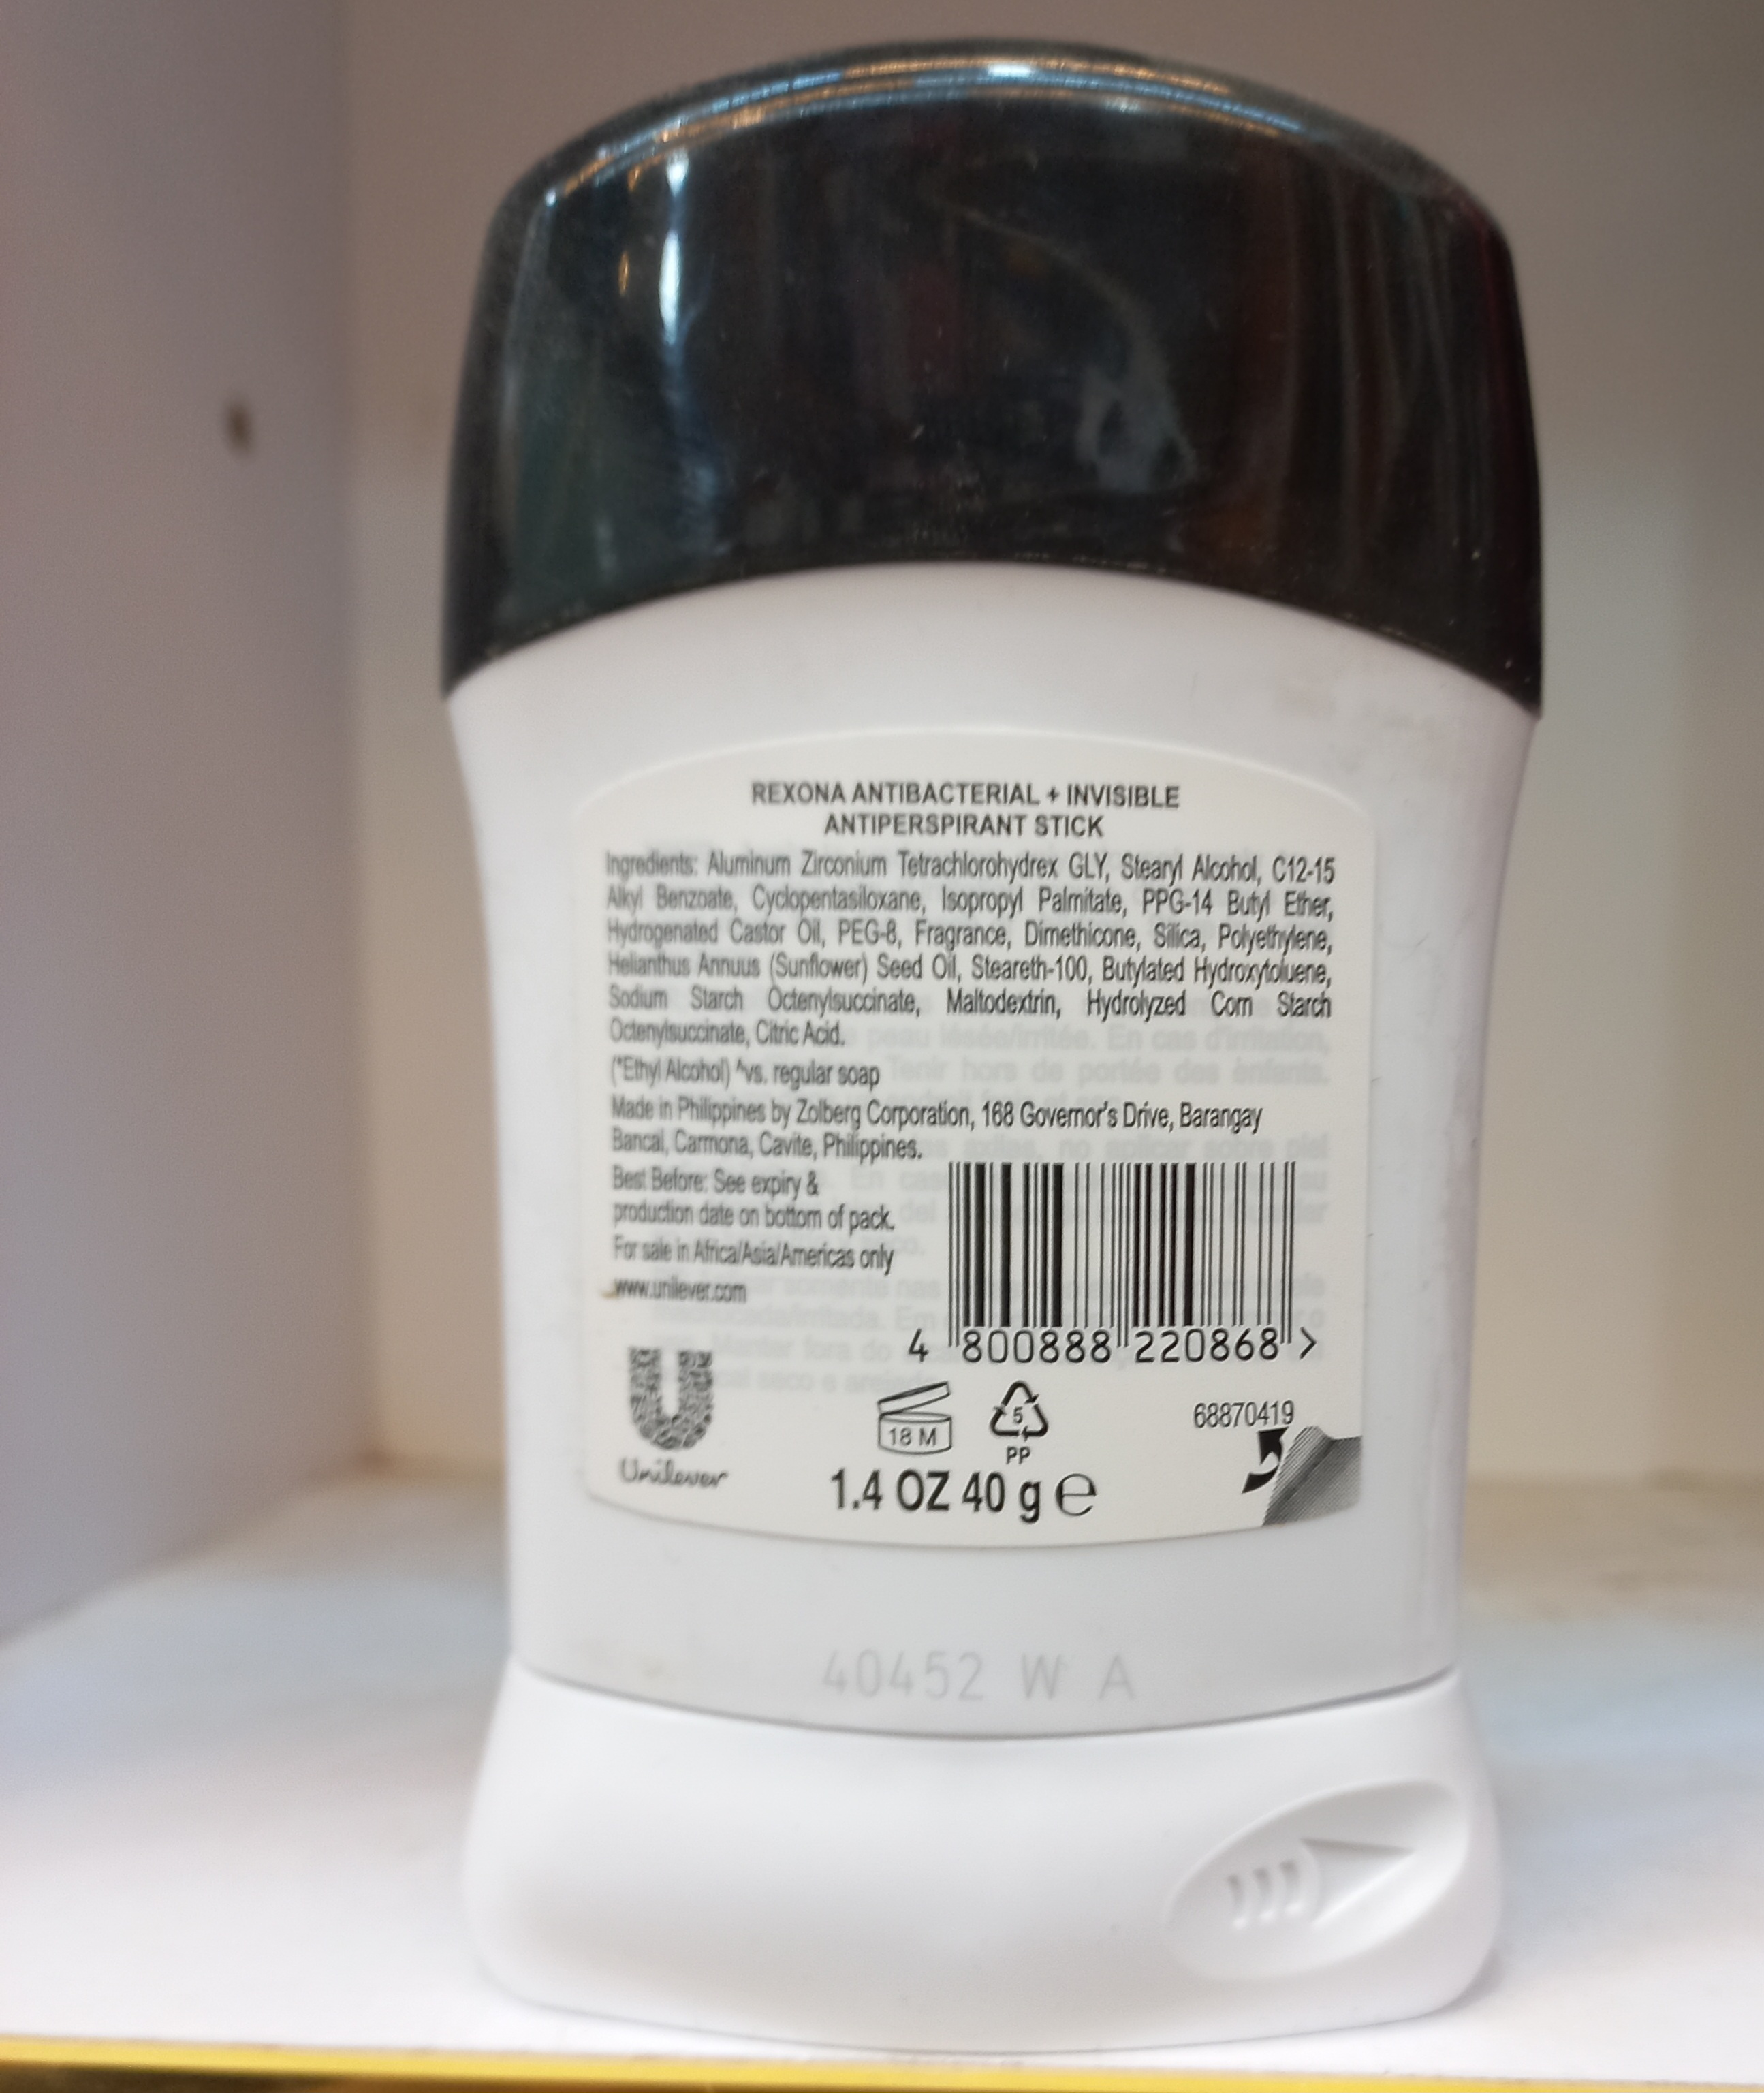 REXONA ANTIBACTERIAL + INVISIBLE
ANTIPERSPIRANT STICK
Ingredients: Aluminum Zirconium Tetrachlorohydrex GLY, Stearyl Alcohol, C12-15
Alkyl Benzoate, Cyclopentasiloxane, Isopropyl Palmitate, PPG-14 Butyl Ether,
Hydrogenated Castor Oil, PEG-8, Fragrance, Dimethicone, Silica, Polyethylene,
Helianthus Annuus (Sunflower) Seed Oil, Steareth-100, Butylated Hydroxytoluene,
Sodium Starch Octenylsuccinate, Maltodextrin, Hydrolyzed Corn Starch
Octenylsuccinate, Citric Acid.
(*Ethyl Alcohol) ^vs. regular soap
Made in Philippines by Zolberg Corporation, 168 Governor's Drive, Barangay
Bancal, Carmona, Cavite, Philippines.
Best Before: See expiry &
production date on bottom of pack.
For sale in Africa/Asia/Americas only
www.unilever.com
4 800888 220868 >
Unilever
18 M
5
PP
68870419
1.4 OZ 40 g e
40452 W A